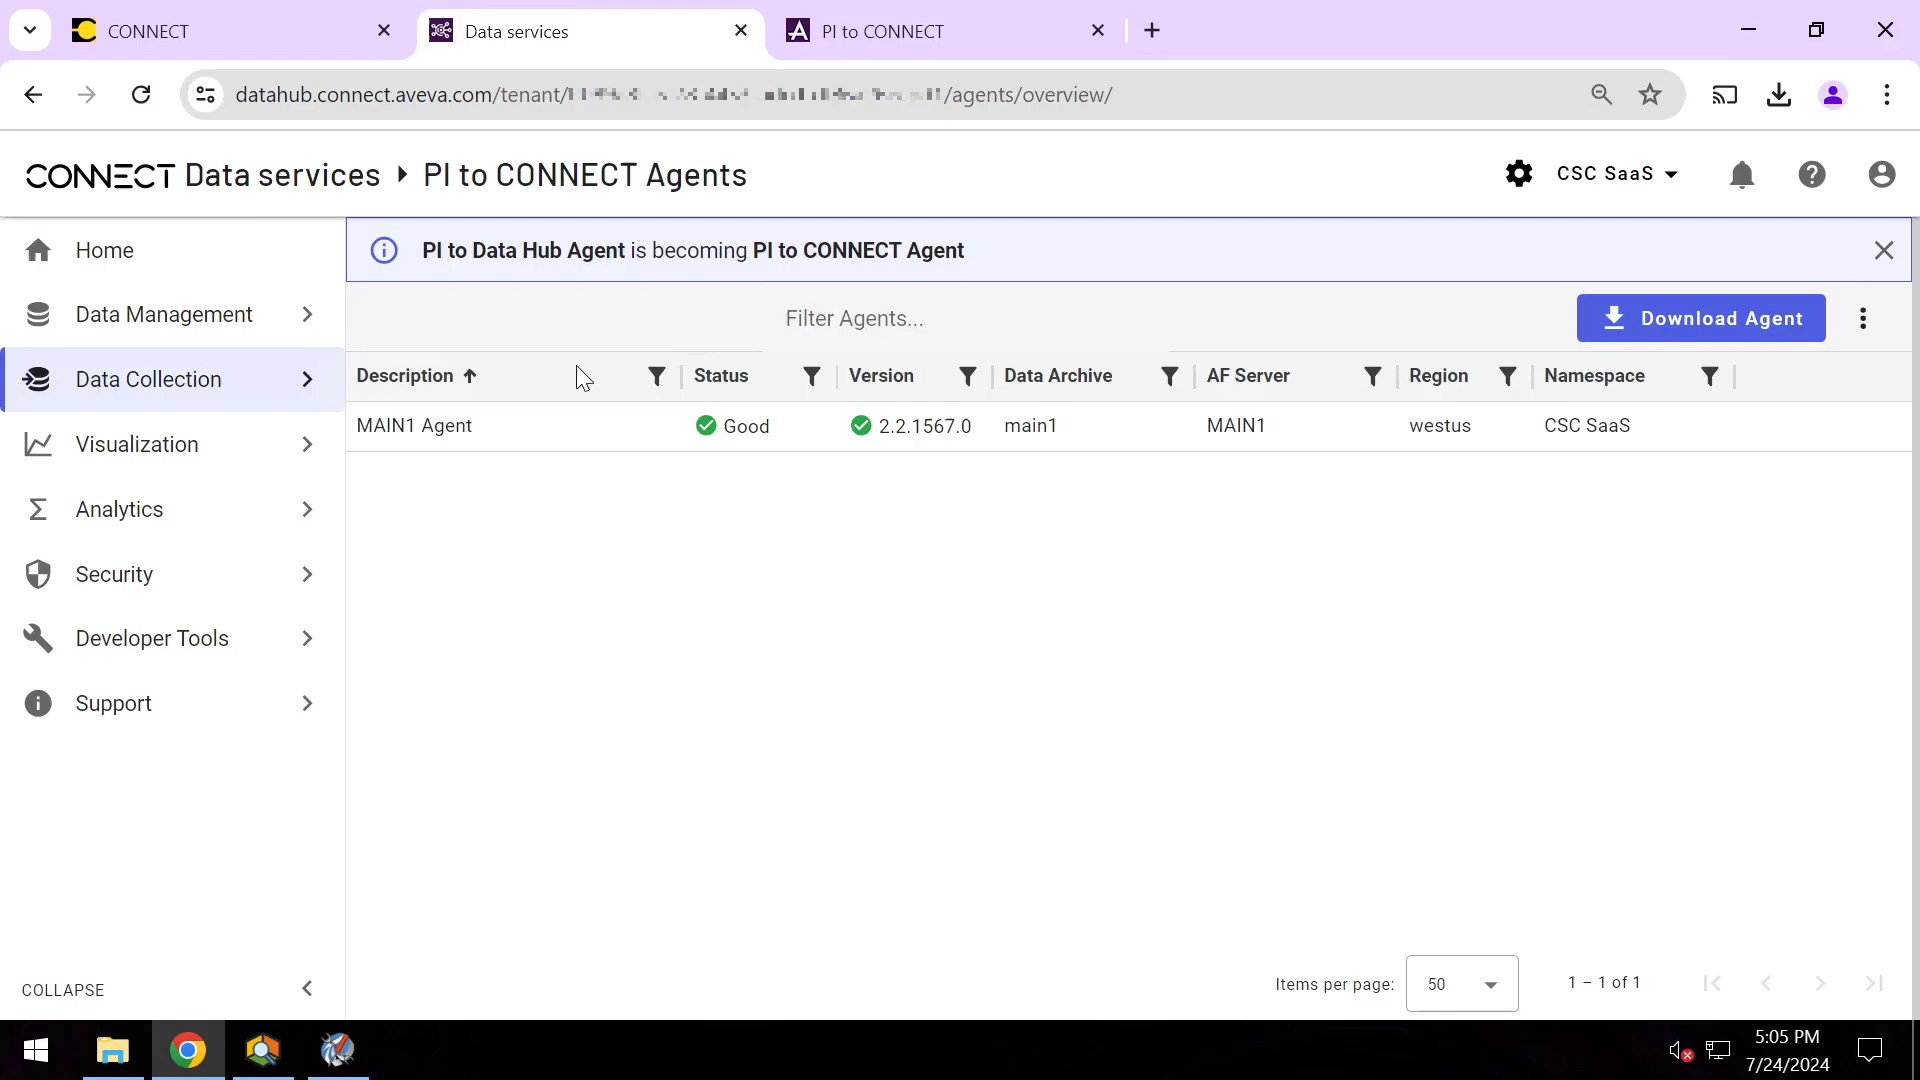 CONNECT
Data services
PI to CONNECT
datahub.connect.aveva.com/tenant/ /agents/overview/
CONNECT Data services PI to CONNECT Agents
CSC SaaS
Home
Data Management
Data Collection
Visualization
Analytics
Security
Developer Tools
Support
COLLAPSE
PI to Data Hub Agent is becoming PI to CONNECT Agent
Filter Agents...
Download Agent
Description Status Version Data Archive AF Server Region Namespace
MAIN1 Agent Good 2.2.1567.0 main1 MAIN1 westus CSC SaaS
Items per page: 50 1 – 1 of 1
5:05 PM
7/24/2024